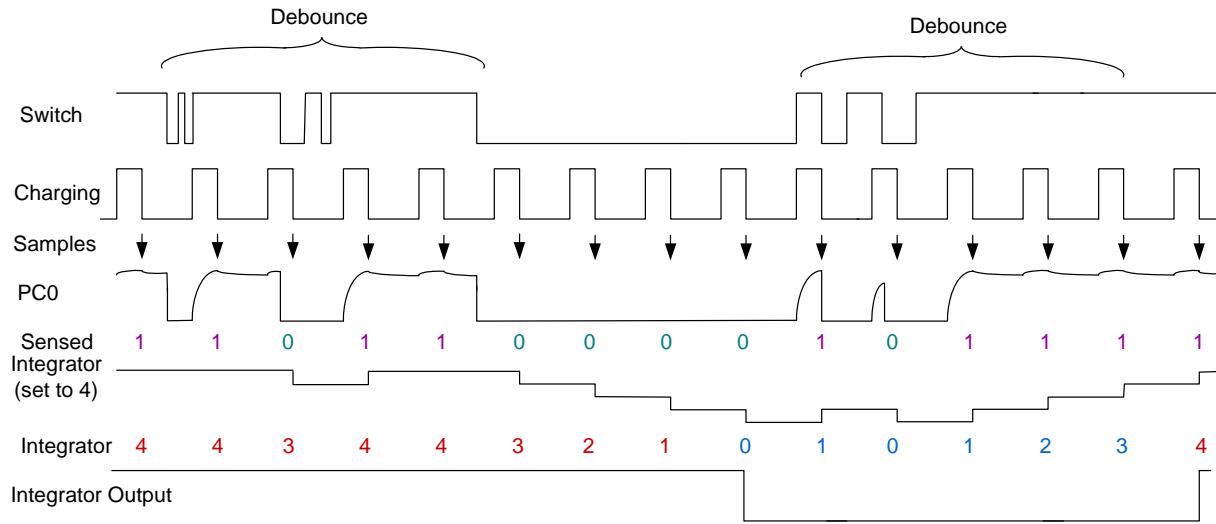 Debounce
Debounce
Switch
Charging
Samples
PC0
Sensed 1 1 0 1 1 0 0 0 0 1 0 1 1 1 1
Integrator
(set to 4)
Integrator 4 4 3 4 4 3 2 1 0 1 0 1 2 3 4
Integrator Output